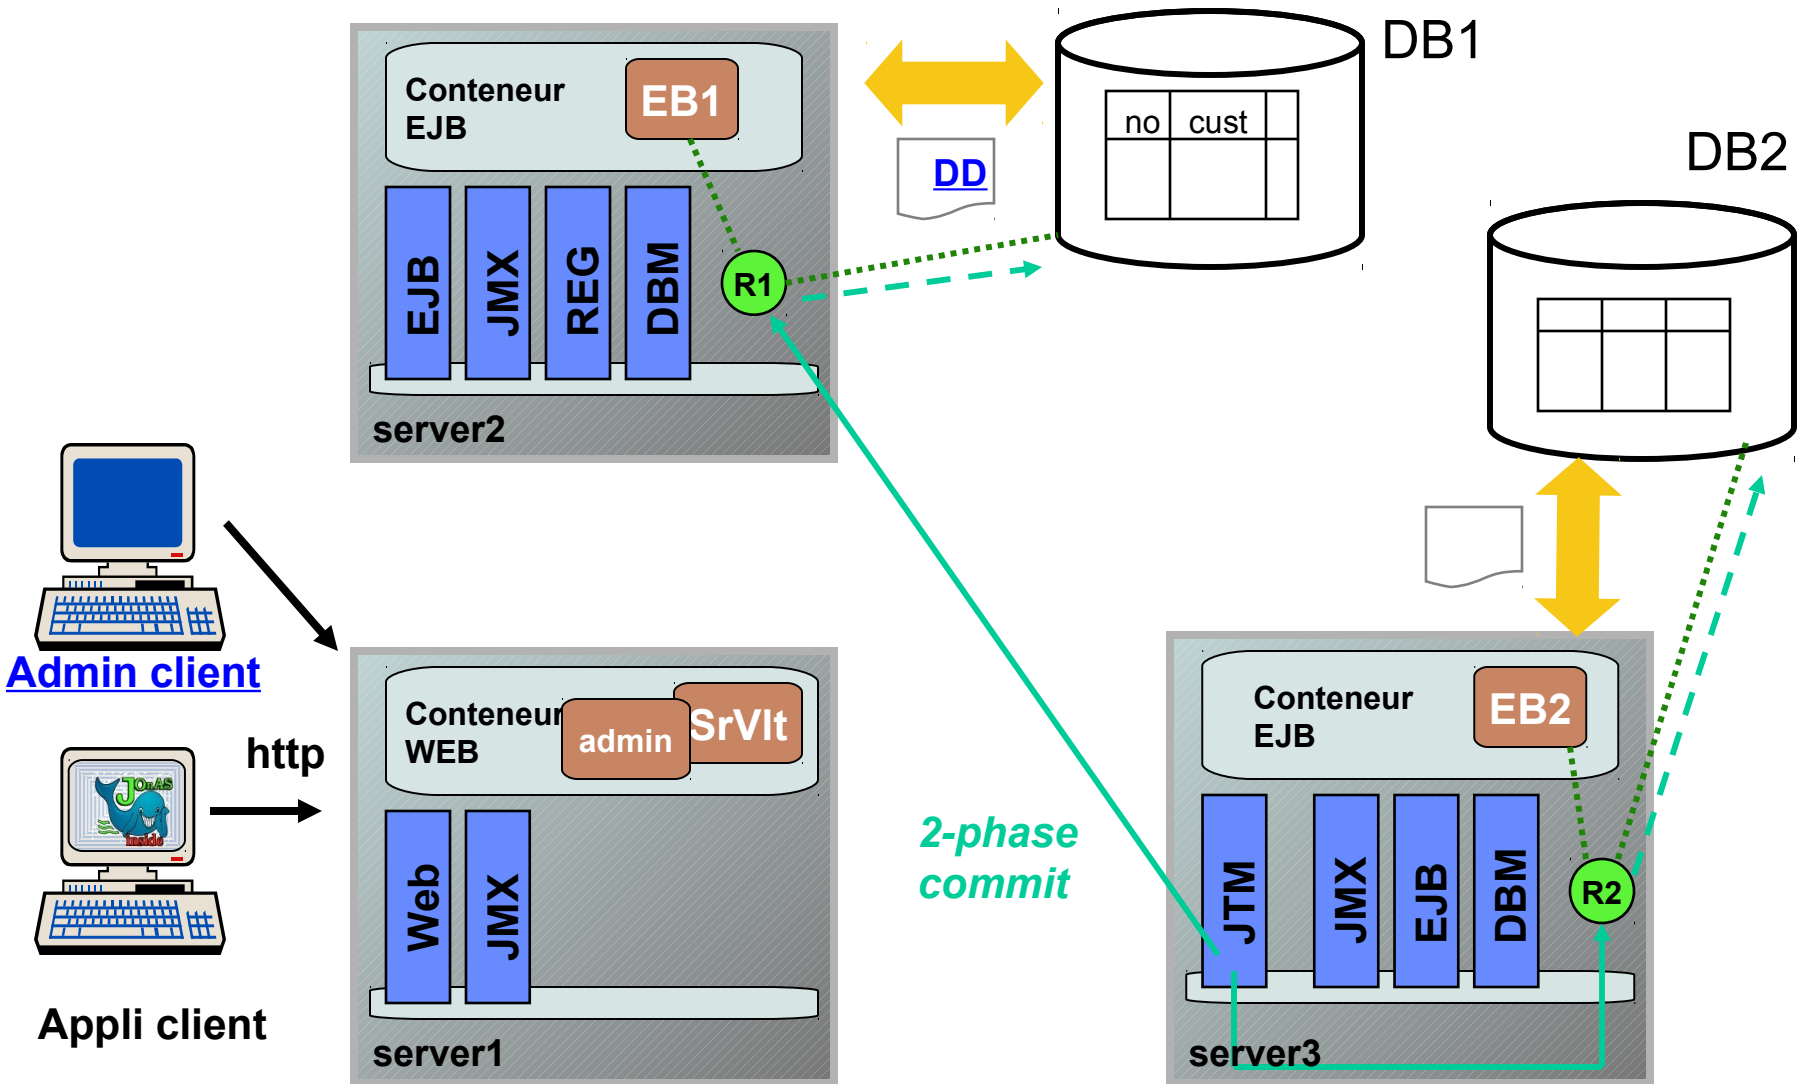 DB1
Conteneur
EJB
EB1
no cust
DD
DB2
EJB
JMX
REG
DBM
R1
server2
Admin client
Conteneur
WEB
admin
SrVlt
http
JOnAS
inside
Conteneur
EJB
EB2
2-phase
commit
Web
JMX
JTM
JMX
EJB
DBM
R2
Appli client
server1
server3